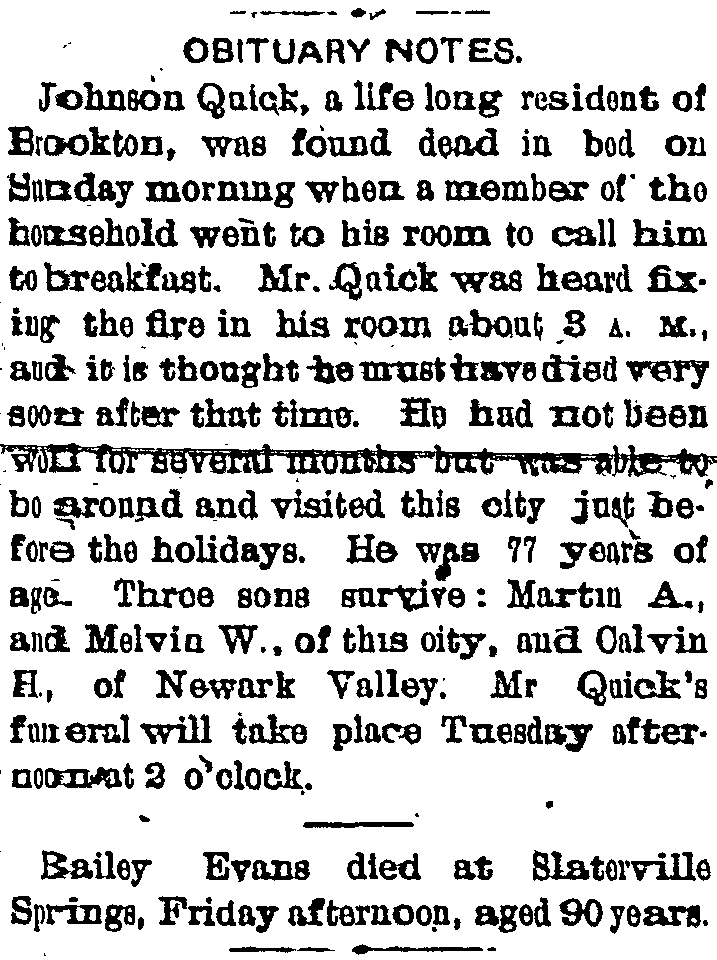 OBITUARY NOTES.
Johnson Quick, a life long resident of
Brookton, was found dead in bed on
Sunday morning when a member of the
household went to his room to call him
to breakfast. Mr. Quick was heard fix-
ing the fire in his room about 3 A. M.,
and it is thought he must have died very
soon after that time. He had not been
well for several months but was able to
be around and visited this city just be-
fore the holidays. He was 77 years of
age. Three sons survive: Martin A.,
and Melvin W., of this city, and Calvin
H., of Newark Valley. Mr Quick's
funeral will take place Tuesday after-
noon at 2 o'clock.
Bailey Evans died at Slaterville
Springs, Friday afternoon, aged 90 years.